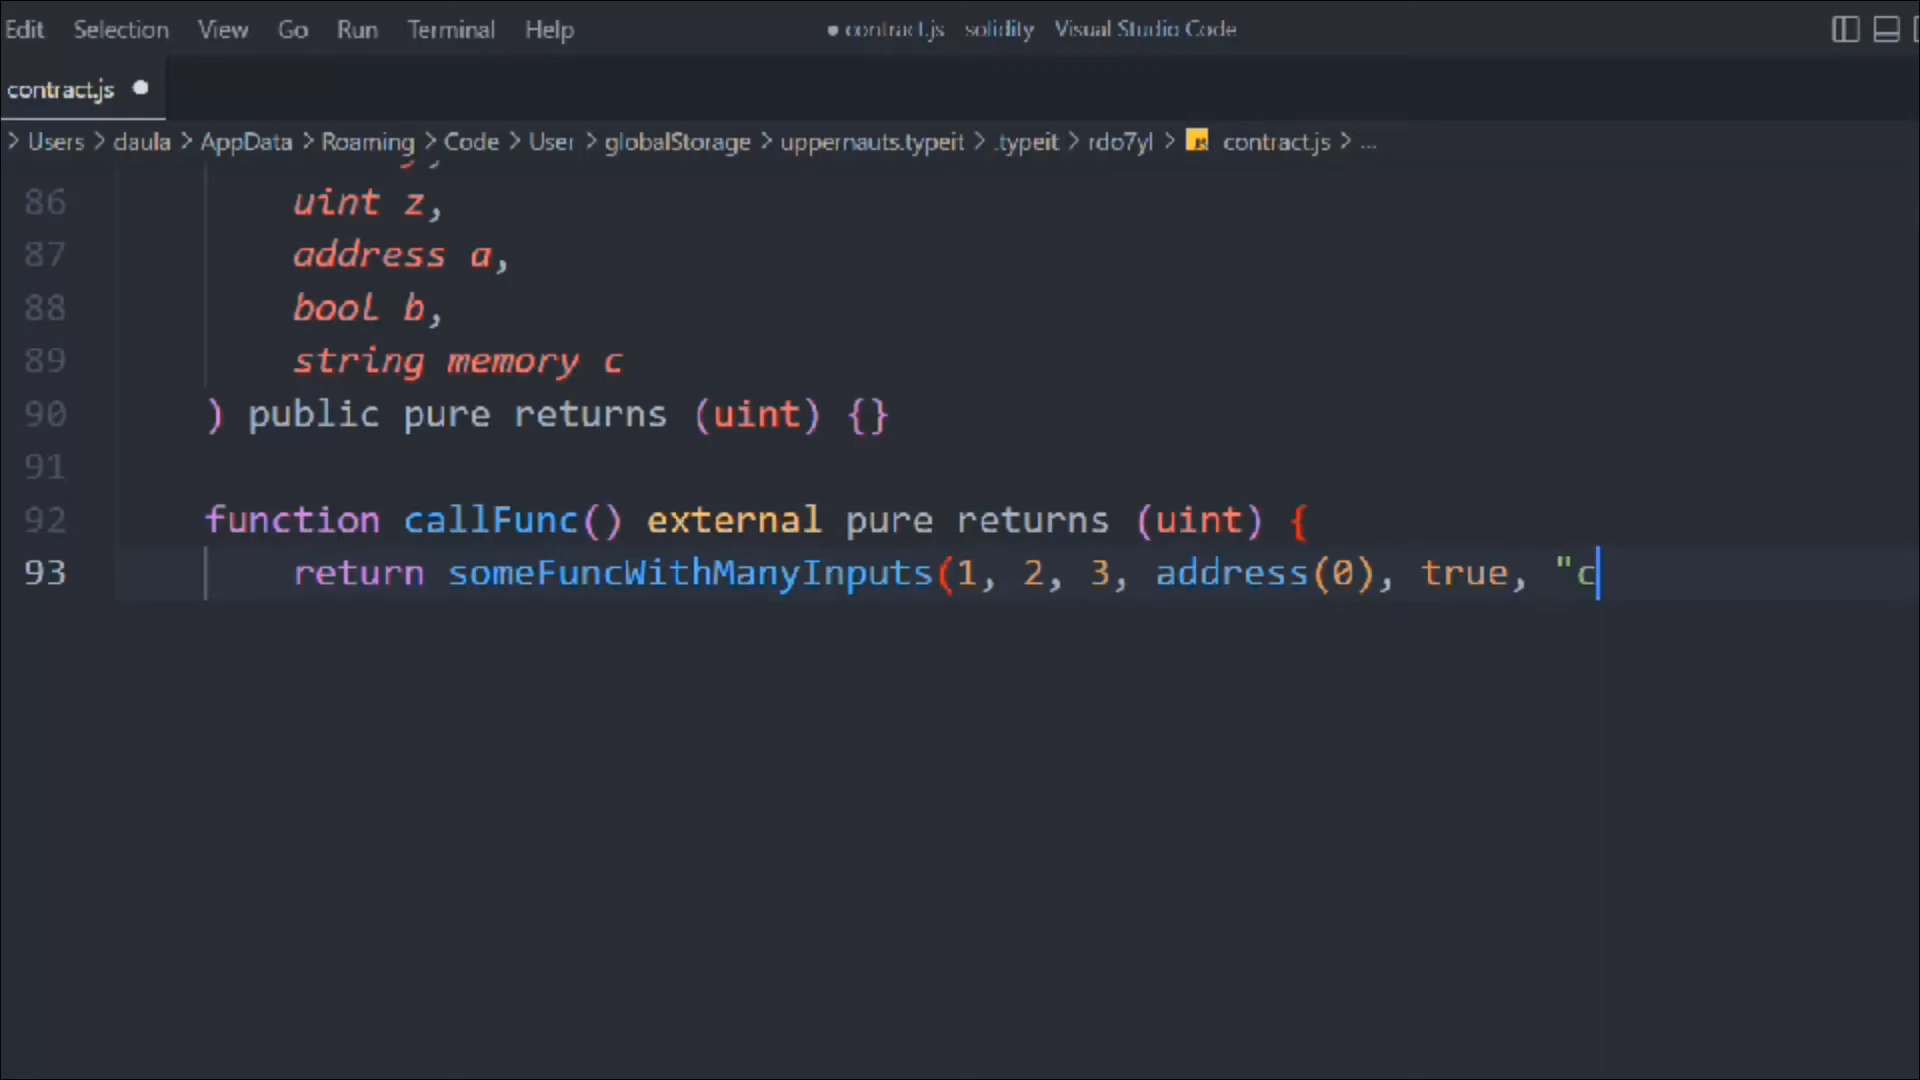 Edit Selection View Go Run Terminal Help ● contract.js solidity Visual Studio Code
contract.js ●
> Users > daula > AppData > Roaming > Code > User > globalStorage > uppernauts.typeit > .typeit > rdo7yl > contract.js > ...
86 uint z,
87 address a,
88 bool b,
89 string memory c
90 ) public pure returns (uint) {}
91
92 function callFunc() external pure returns (uint) {
93 return someFuncWithManyInputs(1, 2, 3, address(0), true, "c